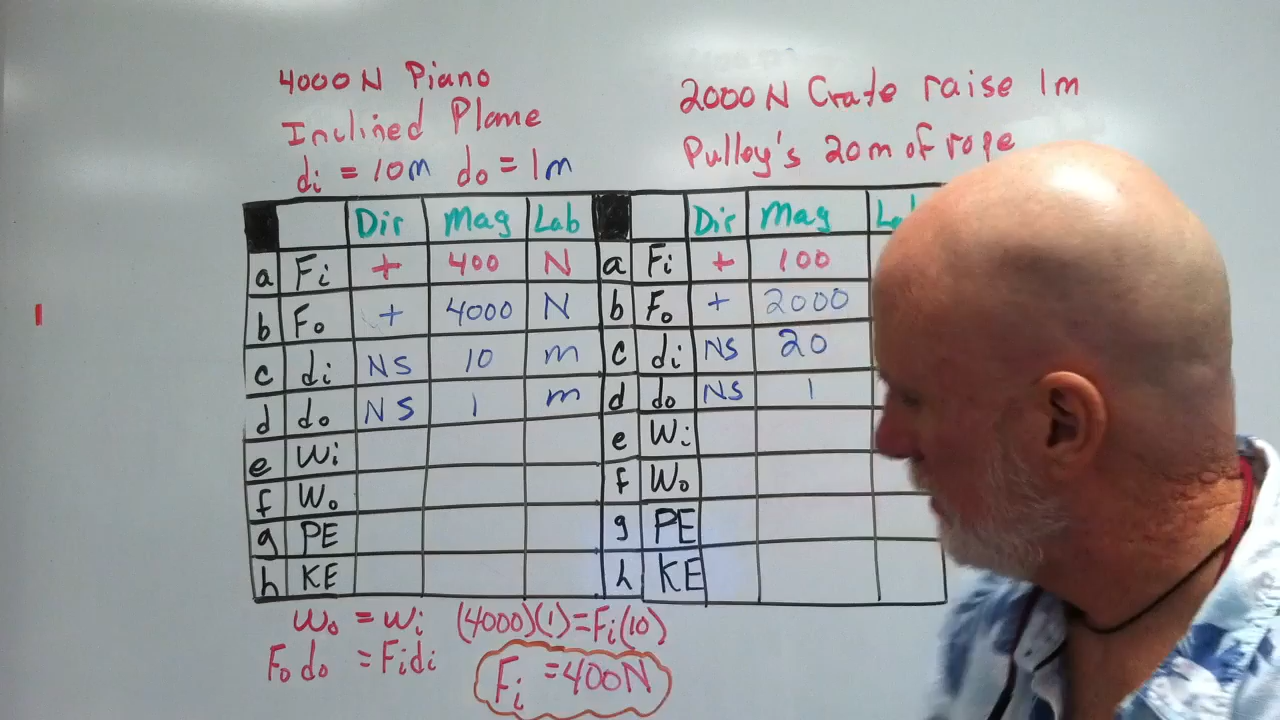 4000 N Piano
Inclined Plane
di = 10m do = 1m
2000 N Crate raise 1m
Pulley's 20m of rope
Dir Mag Lab Dir Mag
a Fi + 400 N a Fi + 100
b Fo + 4000 N b Fo + 2000
c di NS 10 m c di NS 20
d do NS 1 m d do NS 1
e Wi e Wi
f Wo f Wo
g PE g PE
h KE h KE
Wo = Wi (4000)(1)=Fi(10)
Fo do = Fidi
Fi = 400N